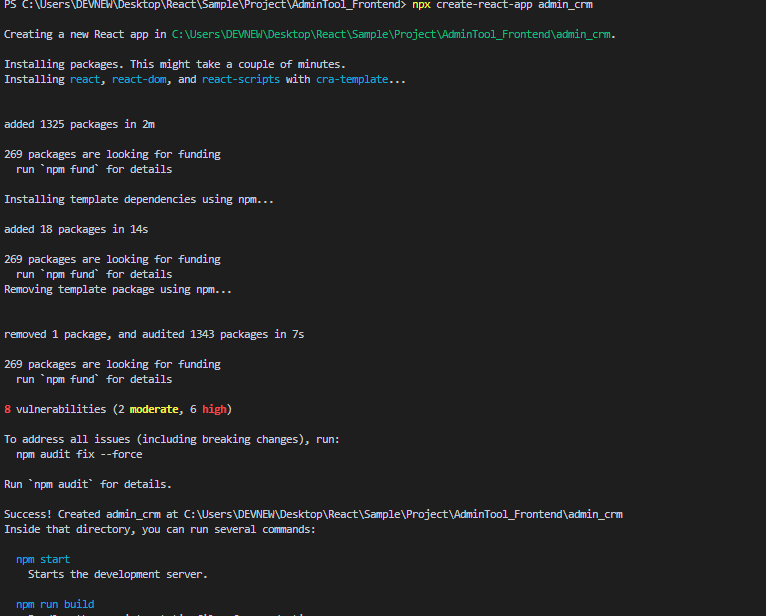 PS C:\Users\DEVNEW\Desktop\React\Sample\Project\AdminTool_Frontend> npx create-react-app admin_crm
Creating a new React app in C:\Users\DEVNEW\Desktop\React\Sample\Project\AdminTool_Frontend\admin_crm.
Installing packages. This might take a couple of minutes.
Installing react, react-dom, and react-scripts with cra-template...
added 1325 packages in 2m
269 packages are looking for funding
run `npm fund` for details
Installing template dependencies using npm...
added 18 packages in 14s
269 packages are looking for funding
run `npm fund` for details
Removing template package using npm...
removed 1 package, and audited 1343 packages in 7s
269 packages are looking for funding
run `npm fund` for details
8 vulnerabilities (2 moderate, 6 high)
To address all issues (including breaking changes), run:
npm audit fix --force
Run `npm audit` for details.
Success! Created admin_crm at C:\Users\DEVNEW\Desktop\React\Sample\Project\AdminTool_Frontend\admin_crm
Inside that directory, you can run several commands:
npm start
Starts the development server.
npm run build